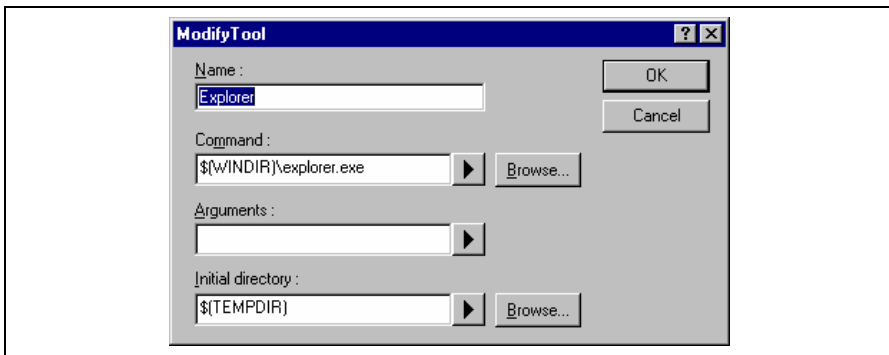 ModifyTool
Name :
OK
Explorer
Cancel
Command :
$(WINDIR)\explorer.exe
Browse...
Arguments :
Initial directory :
$(TEMPDIR)
Browse...